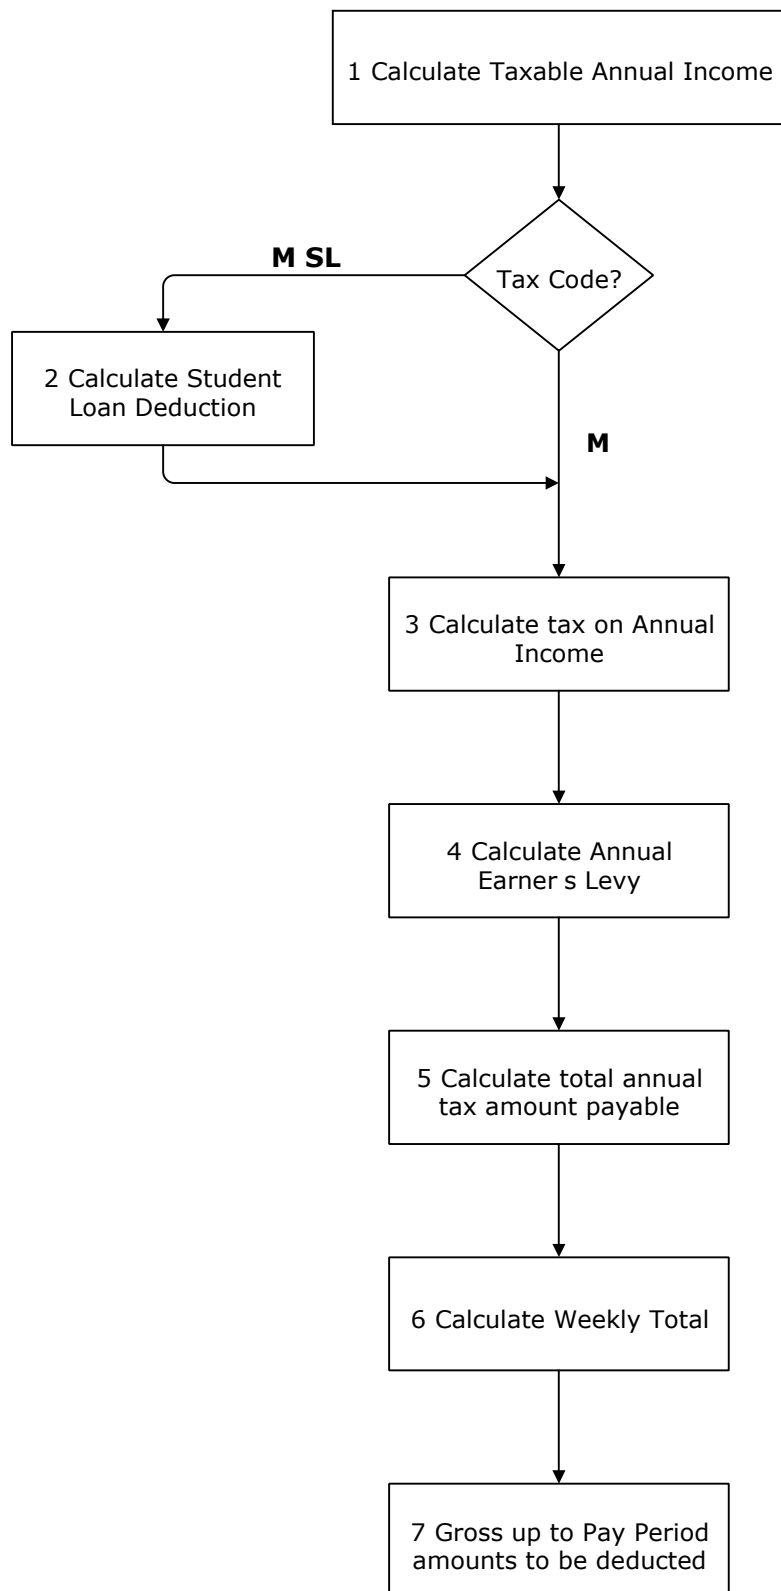 1 Calculate Taxable Annual Income
Tax Code?
M SL
2 Calculate Student
Loan Deduction
M
3 Calculate tax on Annual
Income
4 Calculate Annual
Earner s Levy
5 Calculate total annual
tax amount payable
6 Calculate Weekly Total
7 Gross up to Pay Period
amounts to be deducted